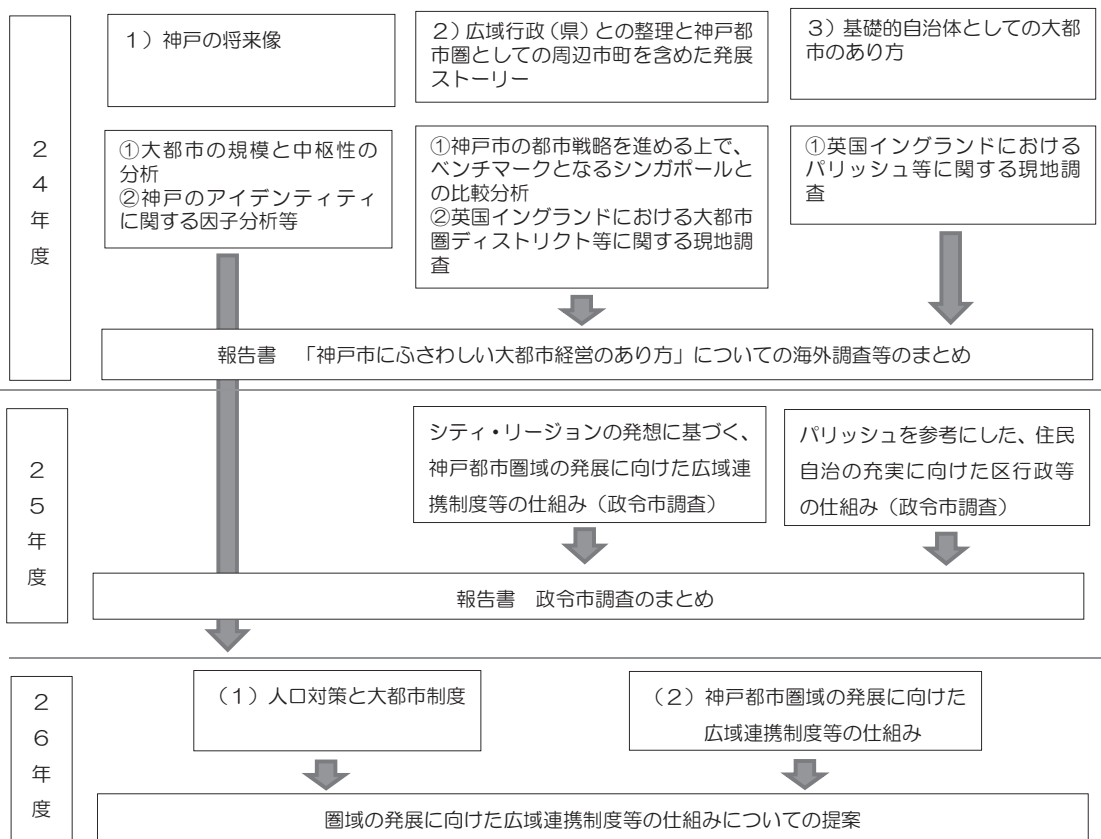 24年度
1）神戸の将来像
2）広域行政（県）との整理と神戸都
市圏としての周辺市町を含めた発展
ストーリー
3）基礎的自治体としての大都
市のあり方
①大都市の規模と中枢性の
分析
②神戸のアイデンティティ
に関する因子分析等
①神戸市の都市戦略を進める上で、
ベンチマークとなるシンガポールと
の比較分析
②英国イングランドにおける大都市
圏ディストリクト等に関する現地調
査
①英国イングランドにおける
パリッシュ等に関する現地調
査
報告書　「神戸市にふさわしい大都市経営のあり方」についての海外調査等のまとめ
25年度
シティ・リージョンの発想に基づく、
神戸都市圏域の発展に向けた広域連
携制度等の仕組み（政令市調査）
パリッシュを参考にした、住民
自治の充実に向けた区行政等
の仕組み（政令市調査）
報告書　政令市調査のまとめ
26年度
（1）人口対策と大都市制度
（2）神戸都市圏域の発展に向けた
広域連携制度等の仕組み
圏域の発展に向けた広域連携制度等の仕組みについての提案